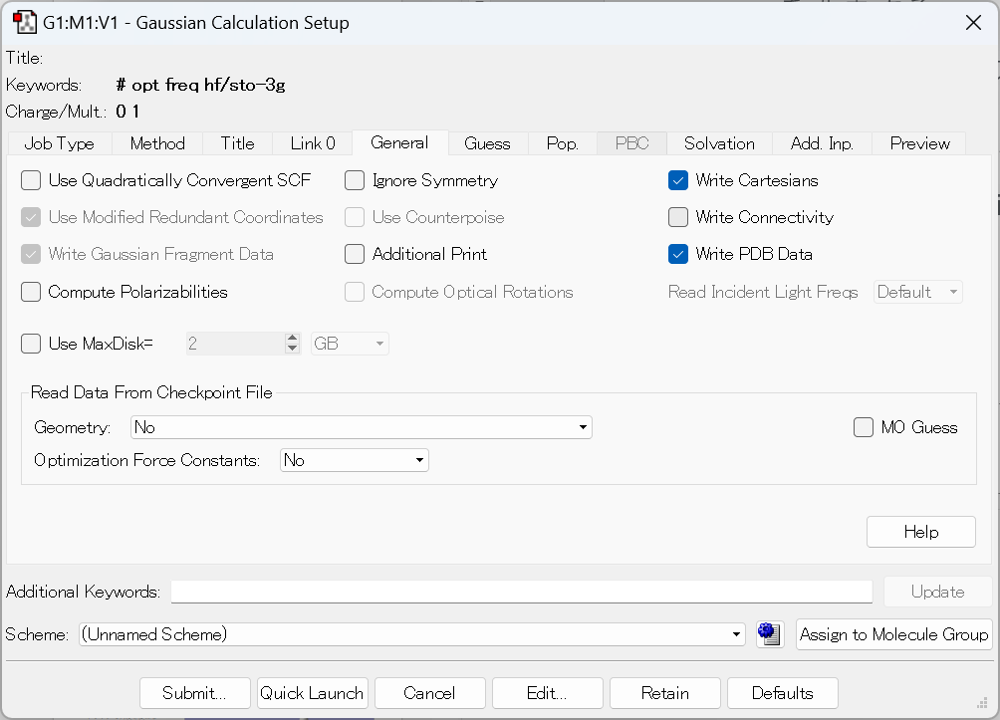 G1:M1:V1 - Gaussian Calculation Setup
Title:
Keywords: # opt freq hf/sto-3g
Charge/Mult.: 0 1
Job Type Method Title Link 0 General Guess Pop. PBC Solvation Add. Inp. Preview
Use Quadratically Convergent SCF Ignore Symmetry Write Cartesians
Use Modified Redundant Coordinates Use Counterpoise Write Connectivity
Write Gaussian Fragment Data Additional Print Write PDB Data
Compute Polarizabilities Compute Optical Rotations Read Incident Light Freqs Default
Use MaxDisk= 2 GB
Read Data From Checkpoint File
Geometry: No MO Guess
Optimization Force Constants: No
Help
Additional Keywords: Update
Scheme: (Unnamed Scheme) Assign to Molecule Group
Submit... Quick Launch Cancel Edit... Retain Defaults